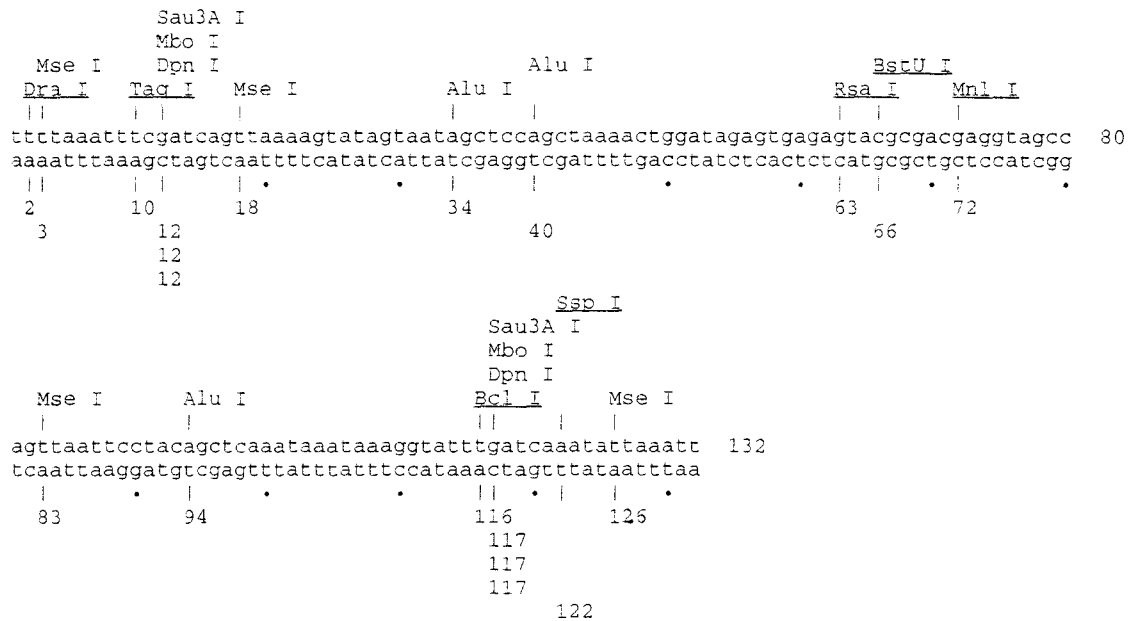 Sau3A I
Mbo I
Mse I Dpn I Alu I BstU I
Dra I Taq I Mse I Alu I Rsa I Mnl I
ttttaaatttcgatcagttaaaagtatagtaatagctccagctaaaactggatagagtgagagtacgcgacgaggtagcc 80
aaaatttaaagctagtcaattttcatatcattatcgaggtcgattttgacctatctcactctcatgcgctgctccatcgg
2 10 18 34 63 72
3 12 40 66
12
12
Ssp I
Sau3A I
Mbo I
Dpn I
Mse I Alu I Bcl I Mse I
agttaattcctacagctcaaataaataaaggtatttgatcaaatattaaatt 132
tcaattaaggatgtcgagtttatttatttccataaactagtttataatttaa
83 94 116 126
117
117
117
122